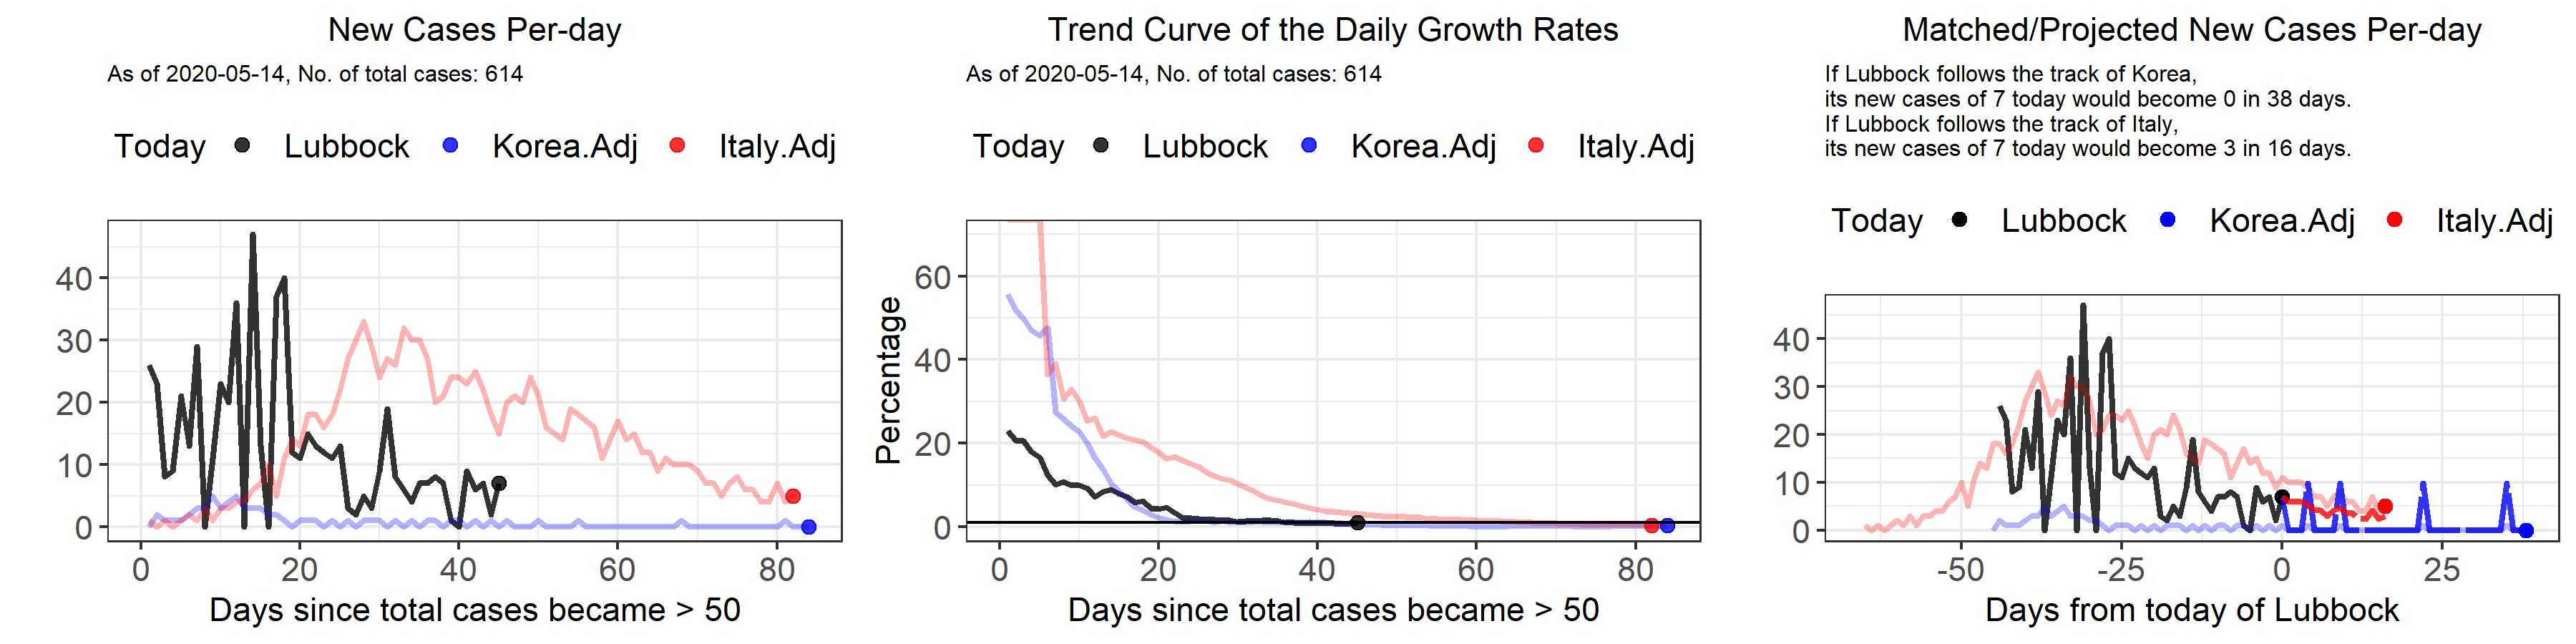 New Cases Per-day
As of 2020-05-14, No. of total cases: 614
Today Lubbock Korea.Adj Italy.Adj
40
30
20
10
0
0 20 40 60 80
Days since total cases became > 50
Trend Curve of the Daily Growth Rates
As of 2020-05-14, No. of total cases: 614
Today Lubbock Korea.Adj Italy.Adj
Percentage
60
40
20
0
0 20 40 60 80
Days since total cases became > 50
Matched/Projected New Cases Per-day
If Lubbock follows the track of Korea,
its new cases of 7 today would become 0 in 38 days.
If Lubbock follows the track of Italy,
its new cases of 7 today would become 3 in 16 days.
Today Lubbock Korea.Adj Italy.Adj
40
30
20
10
0
-50 -25 0 25
Days from today of Lubbock